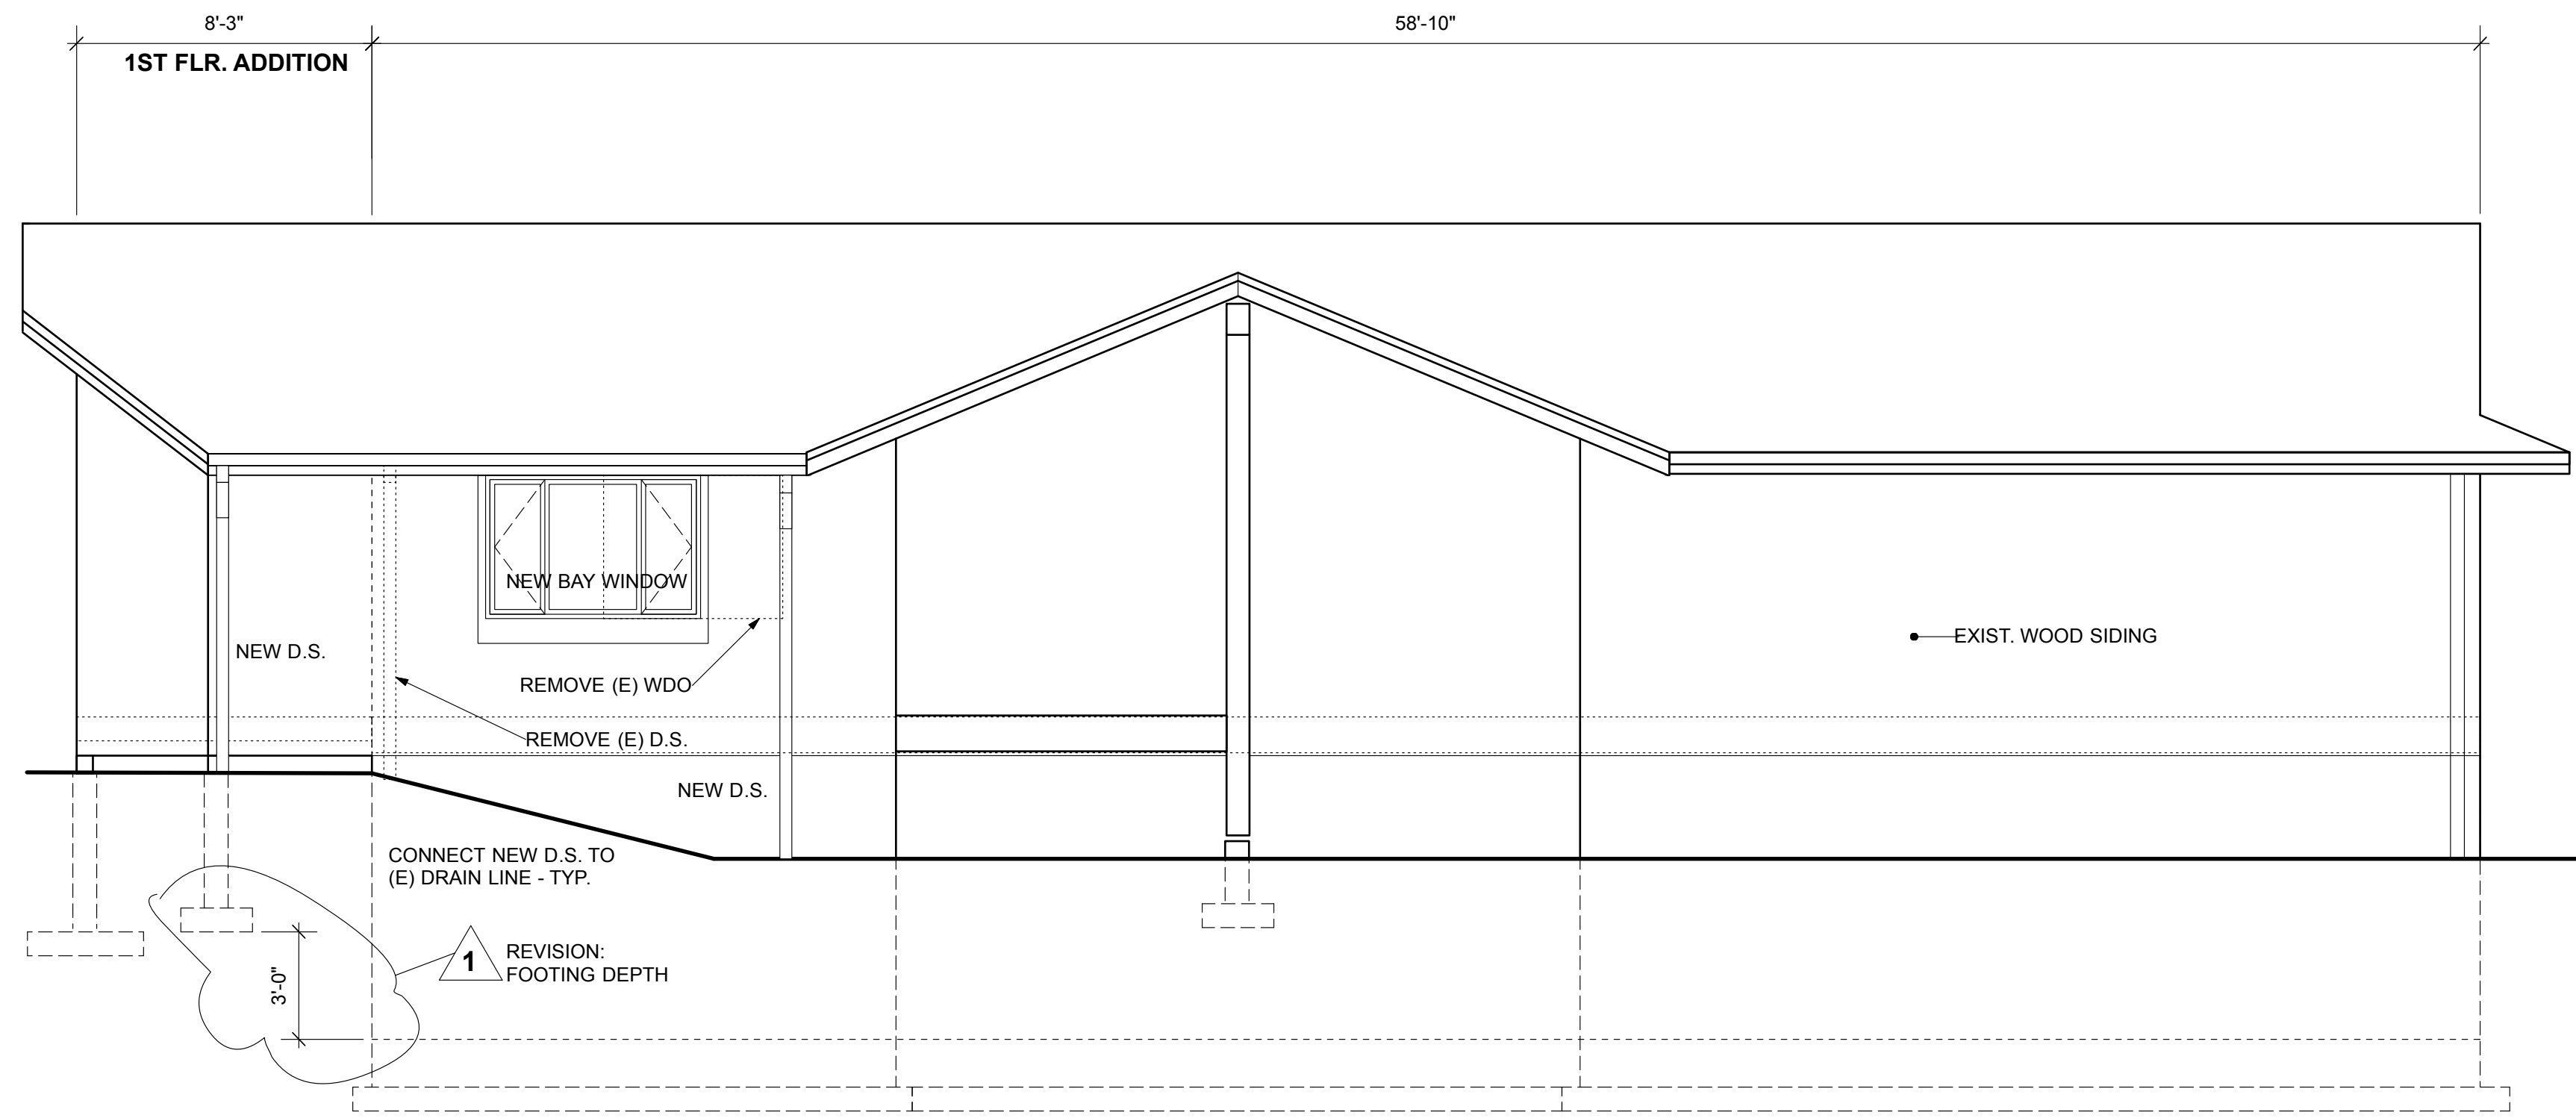 8'-3"
58'-10"
1ST FLR. ADDITION
NEW BAY WINDOW
NEW D.S.
EXIST. WOOD SIDING
REMOVE (E) WDO
REMOVE (E) D.S.
NEW D.S.
CONNECT NEW D.S. TO
(E) DRAIN LINE - TYP.
1
REVISION:
FOOTING DEPTH
3'-0"